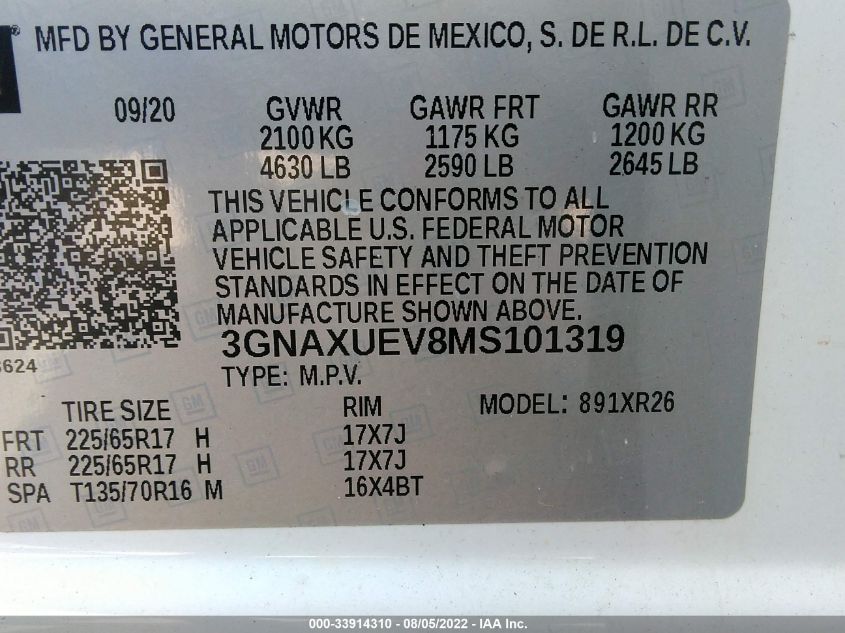 MFD BY GENERAL MOTORS DE MEXICO, S. DE R.L. DE C.V.
09/20 GVWR GAWR FRT GAWR RR
2100 KG 1175 KG 1200 KG
4630 LB 2590 LB 2645 LB
THIS VEHICLE CONFORMS TO ALL
APPLICABLE U.S. FEDERAL MOTOR
VEHICLE SAFETY AND THEFT PREVENTION
STANDARDS IN EFFECT ON THE DATE OF
MANUFACTURE SHOWN ABOVE.
3GNAXUEV8MS101319
TYPE: M.P.V.
TIRE SIZE RIM MODEL: 891XR26
FRT 225/65R17 H 17X7J
RR 225/65R17 H 17X7J
SPA T135/70R16 M 16X4BT
000-33914310 - 08/05/2022 - IAA Inc.